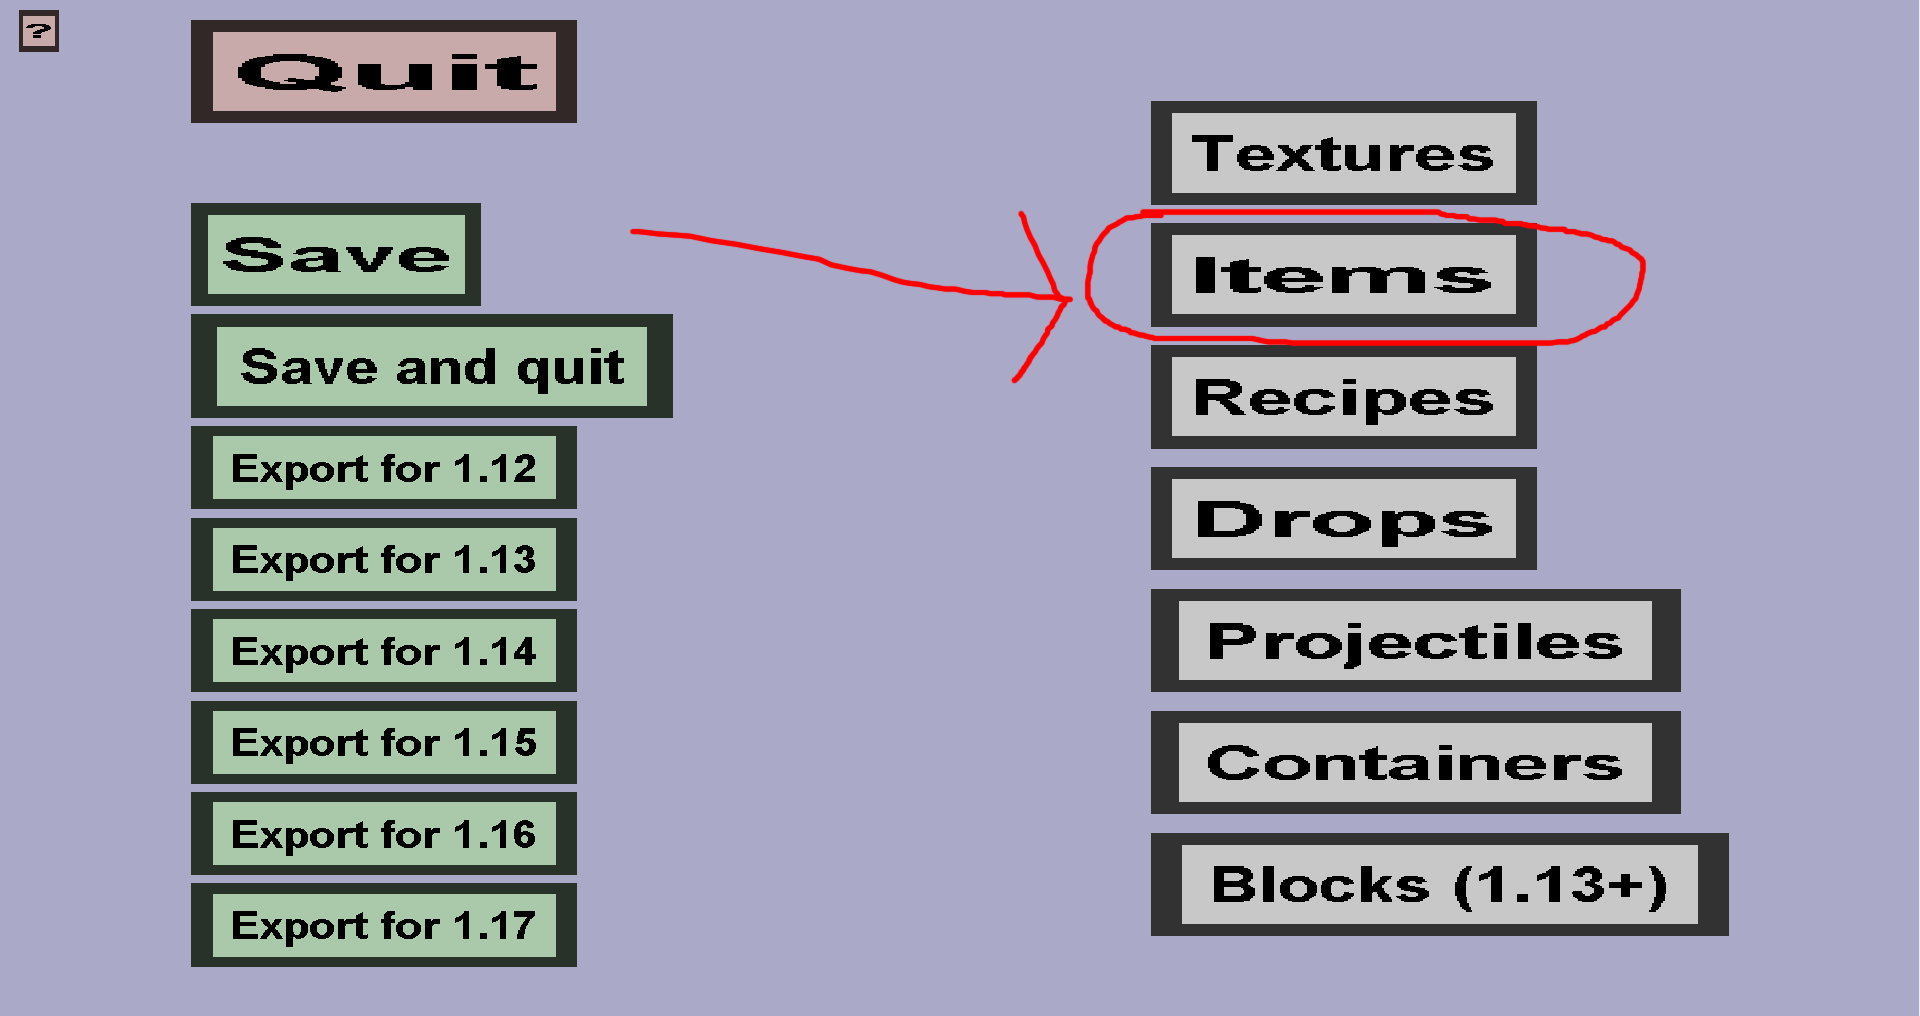 ?
Quit
Save
Save and quit
Export for 1.12
Export for 1.13
Export for 1.14
Export for 1.15
Export for 1.16
Export for 1.17
Textures
Items
Recipes
Drops
Projectiles
Containers
Blocks (1.13+)